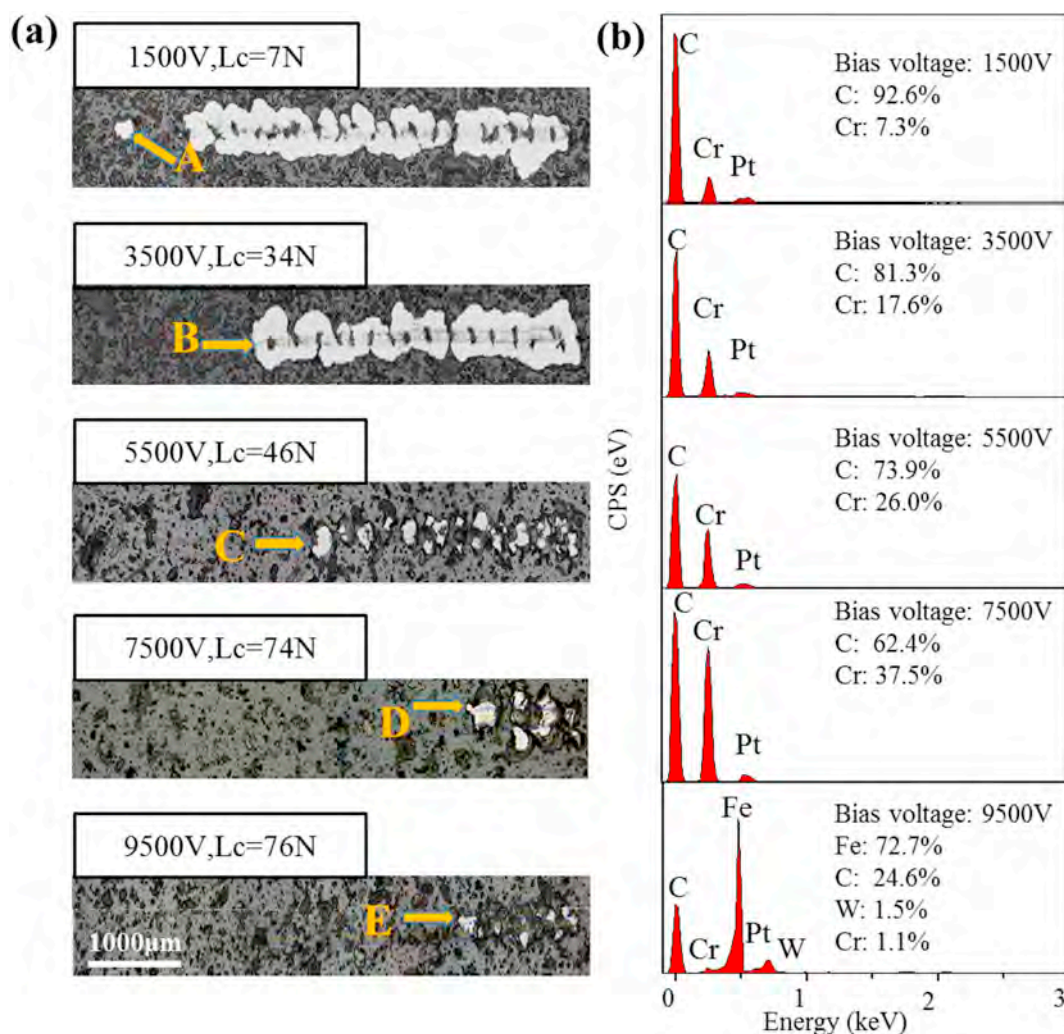 (a)
1500V,Lc=7N
A
3500V,Lc=34N
B
5500V,Lc=46N
C
7500V,Lc=74N
D
9500V,Lc=76N
E
1000μm
(b)
C
Cr
Pt
Bias voltage: 1500V
C: 92.6%
Cr: 7.3%
C
Cr
Pt
Bias voltage: 3500V
C: 81.3%
Cr: 17.6%
C
Cr
Pt
Bias voltage: 5500V
C: 73.9%
Cr: 26.0%
C
Cr
Pt
Bias voltage: 7500V
C: 62.4%
Cr: 37.5%
C
Cr
Fe
Pt
W
Bias voltage: 9500V
Fe: 72.7%
C: 24.6%
W: 1.5%
Cr: 1.1%
CPS (eV)
0 1 2 3
Energy (keV)